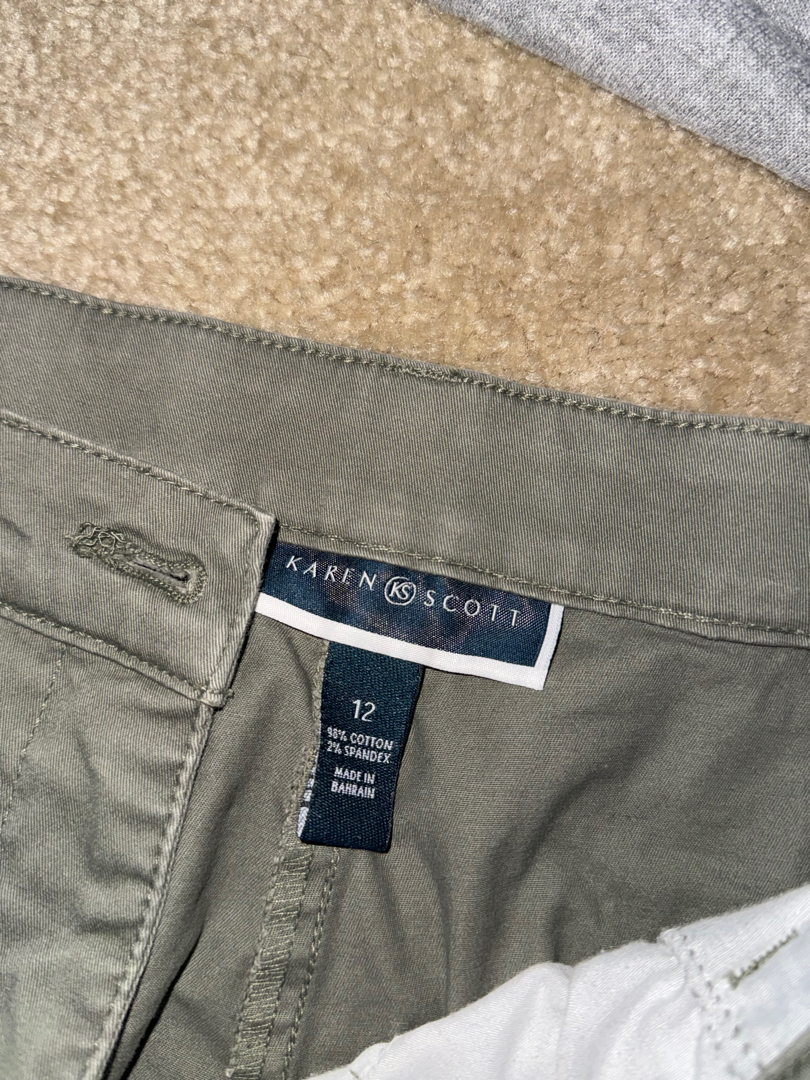 KAREN KS SCOTT
12
98% COTTON
2% SPANDEX
MADE IN
BAHRAIN